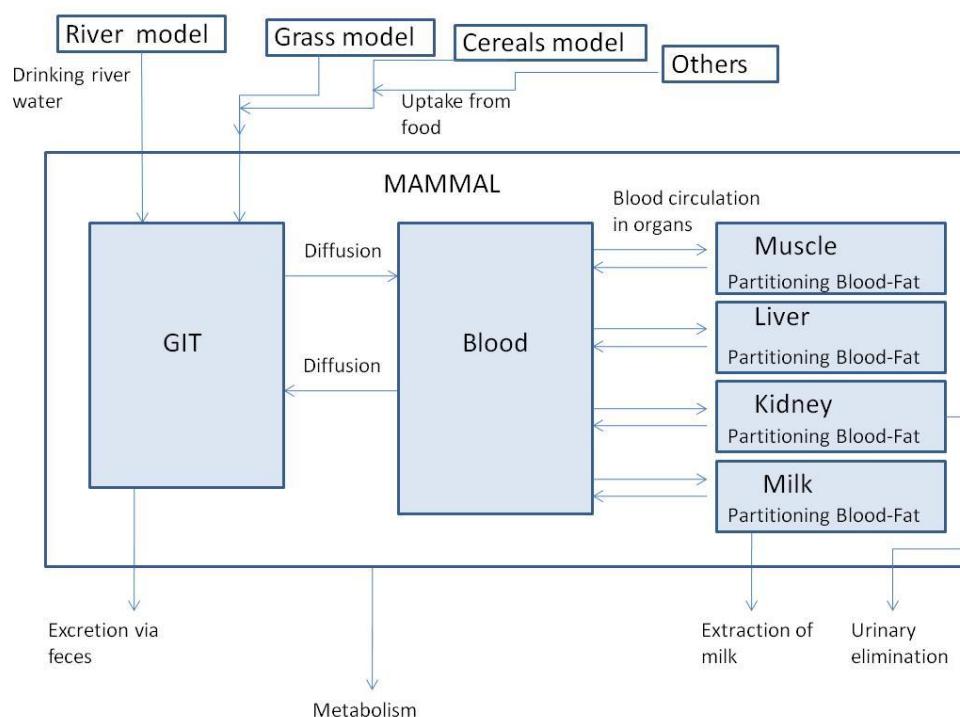 River model
Grass model
Cereals model
Others
Drinking river
water
Uptake from
food
MAMMAL
Blood circulation
in organs
GIT
Diffusion
Diffusion
Blood
Muscle
Partitioning Blood-Fat
Liver
Partitioning Blood-Fat
Kidney
Partitioning Blood-Fat
Milk
Partitioning Blood-Fat
Excretion via
feces
Metabolism
Extraction of
milk
Urinary
elimination